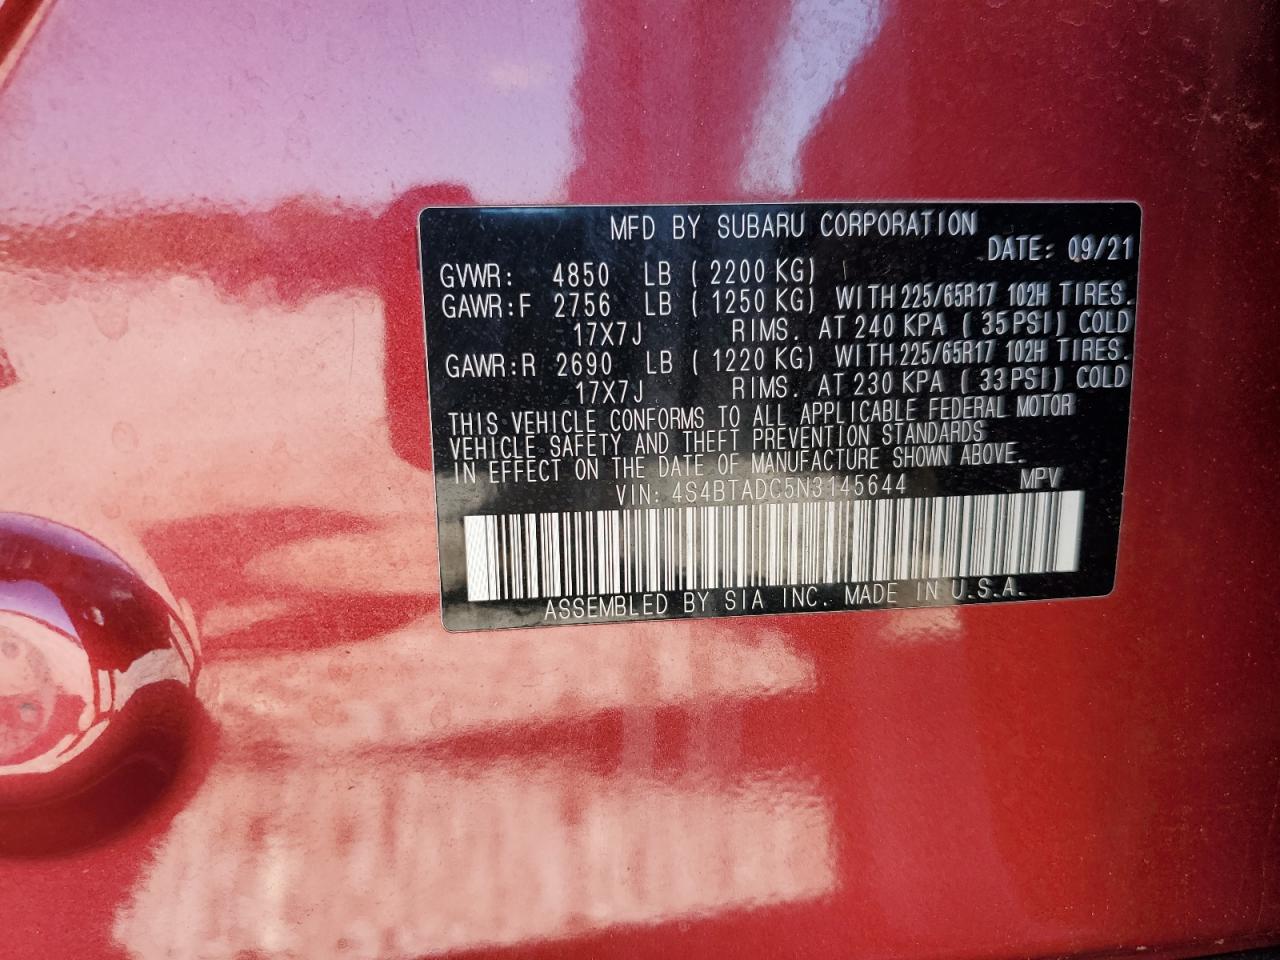 MFD BY SUBARU CORPORATION
DATE: 09/21
GVWR: 4850 LB ( 2200 KG)
GAWR:F 2756 LB ( 1250 KG) WITH 225/65R17 102H TIRES.
17X7J RIMS. AT 240 KPA ( 35 PSI) COLD
GAWR:R 2690 LB ( 1220 KG) WITH 225/65R17 102H TIRES.
17X7J RIMS. AT 230 KPA ( 33 PSI) COLD
THIS VEHICLE CONFORMS TO ALL APPLICABLE FEDERAL MOTOR
VEHICLE SAFETY AND THEFT PREVENTION STANDARDS
IN EFFECT ON THE DATE OF MANUFACTURE SHOWN ABOVE.
VIN: 4S4BTADC5N3145644 MPV
ASSEMBLED BY SIA INC. MADE IN U.S.A.